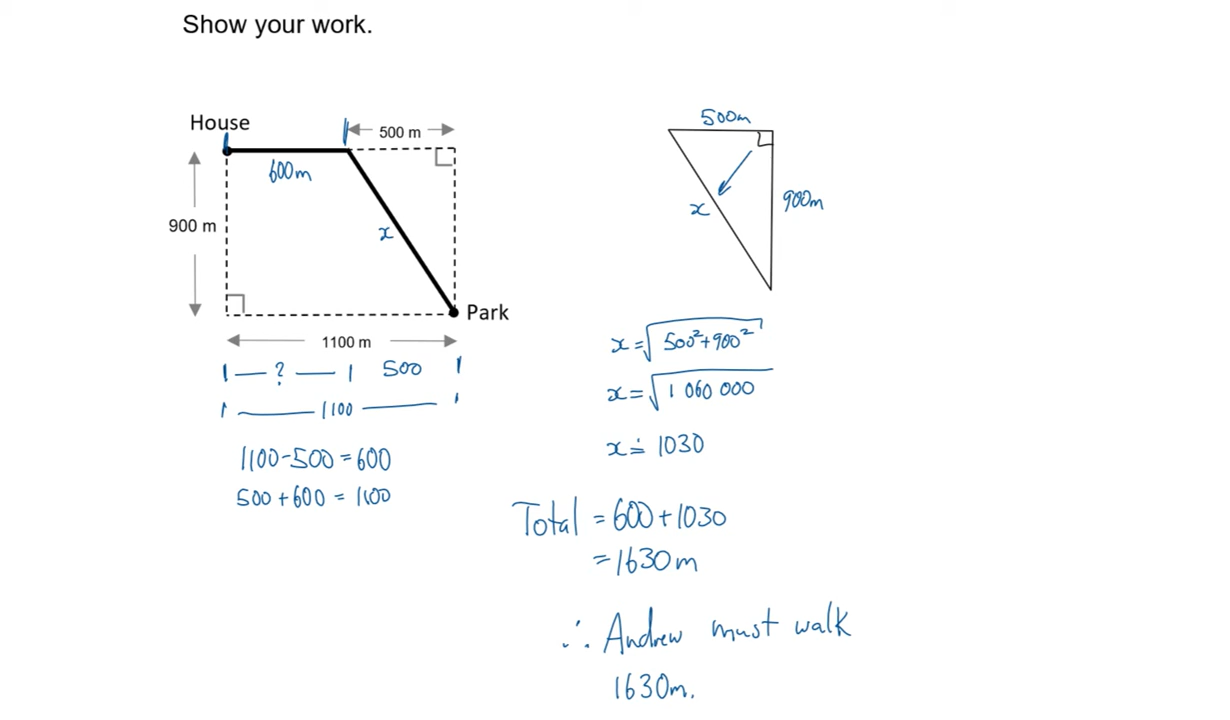 Show your work.
House
500 m
600m
900 m
x
Park
1100 m
? 500
1100
1100-500=600
500+600=1100
500m
900m
x
x=√500²+900²
x=√1 060 000
x≐1030
Total =600+1030
=1630m
∴ Andrew must walk
1630m.